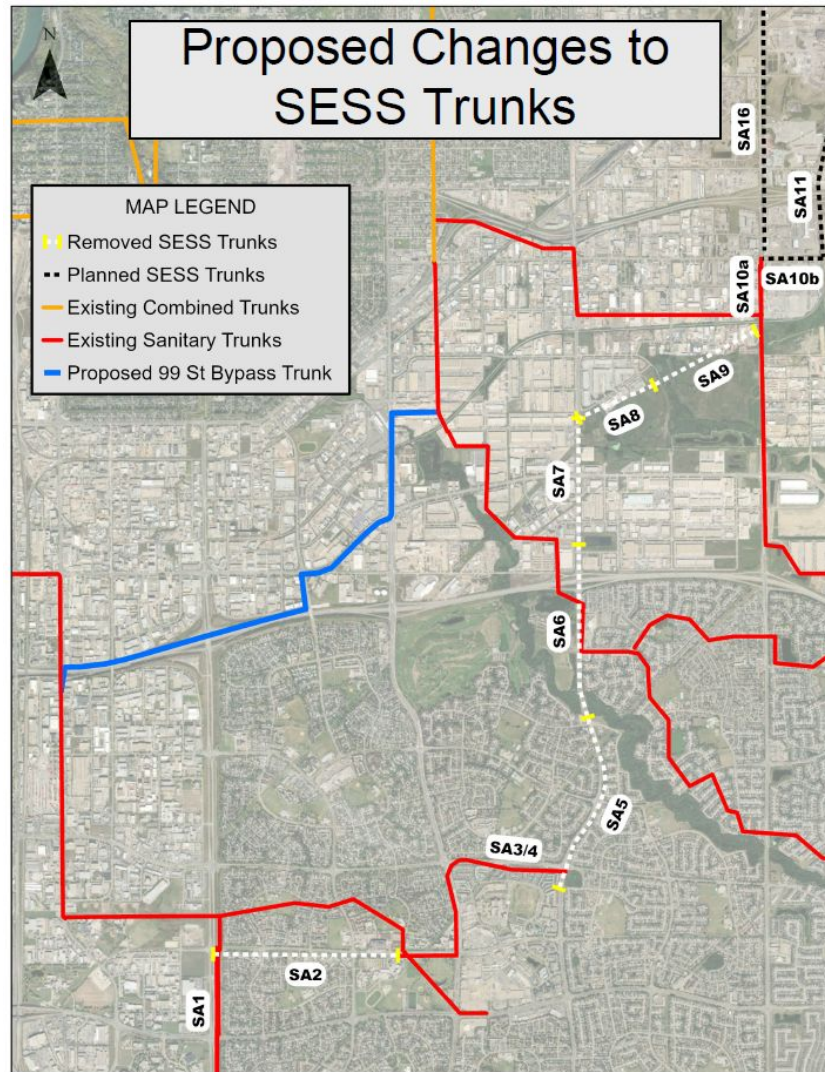 Proposed Changes to
SESS Trunks
N
MAP LEGEND
Removed SESS Trunks
Planned SESS Trunks
Existing Combined Trunks
Existing Sanitary Trunks
Proposed 99 St Bypass Trunk
SA16
SA11
SA10a
SA10b
SA9
SA8
SA7
SA6
SA5
SA3/4
SA2
SA1